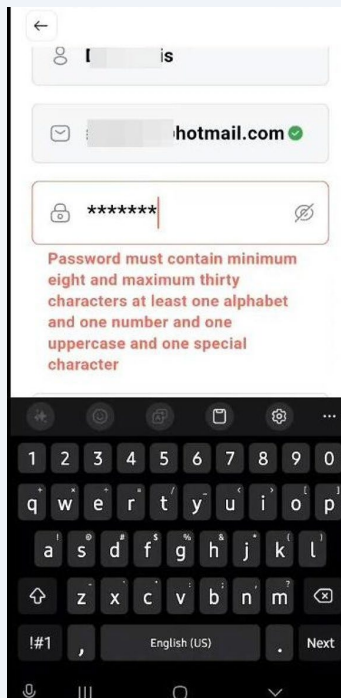 is
hotmail.com
*******
Password must contain minimum
eight and maximum thirty
characters at least one alphabet
and one number and one
uppercase and one special
character
1 2 3 4 5 6 7 8 9 0
q w e r t y u i o p
a s d f g h j k l
z x c v b n m
!#1 , English (US) . Next